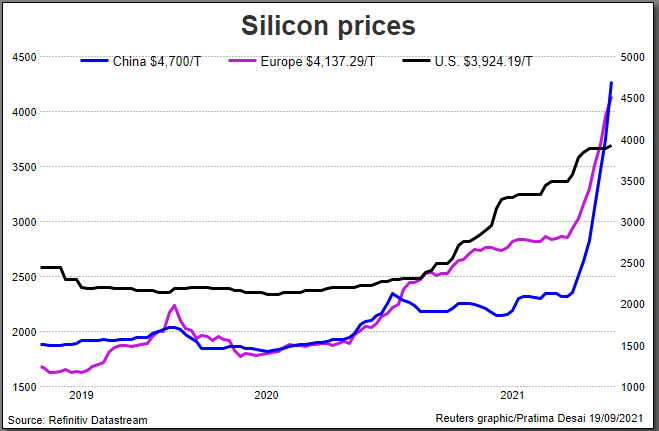 Silicon prices
China $4,700/T Europe $4,137.29/T U.S. $3,924.19/T
4500 5000
4000 4500
3500 4000
3000 3500
2500 3000
2000 2500
1500 2000
1500
1000
2019 2020 2021
Source: Refinitiv Datastream Reuters graphic/Pratima Desai 19/09/2021